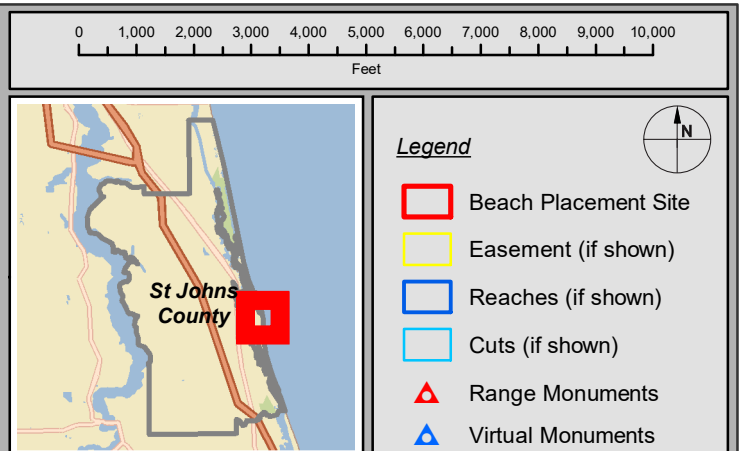 0 1,000 2,000 3,000 4,000 5,000 6,000 7,000 8,000 9,000 10,000
Feet
St Johns
County
N
Legend
Beach Placement Site
Easement (if shown)
Reaches (if shown)
Cuts (if shown)
Range Monuments
Virtual Monuments